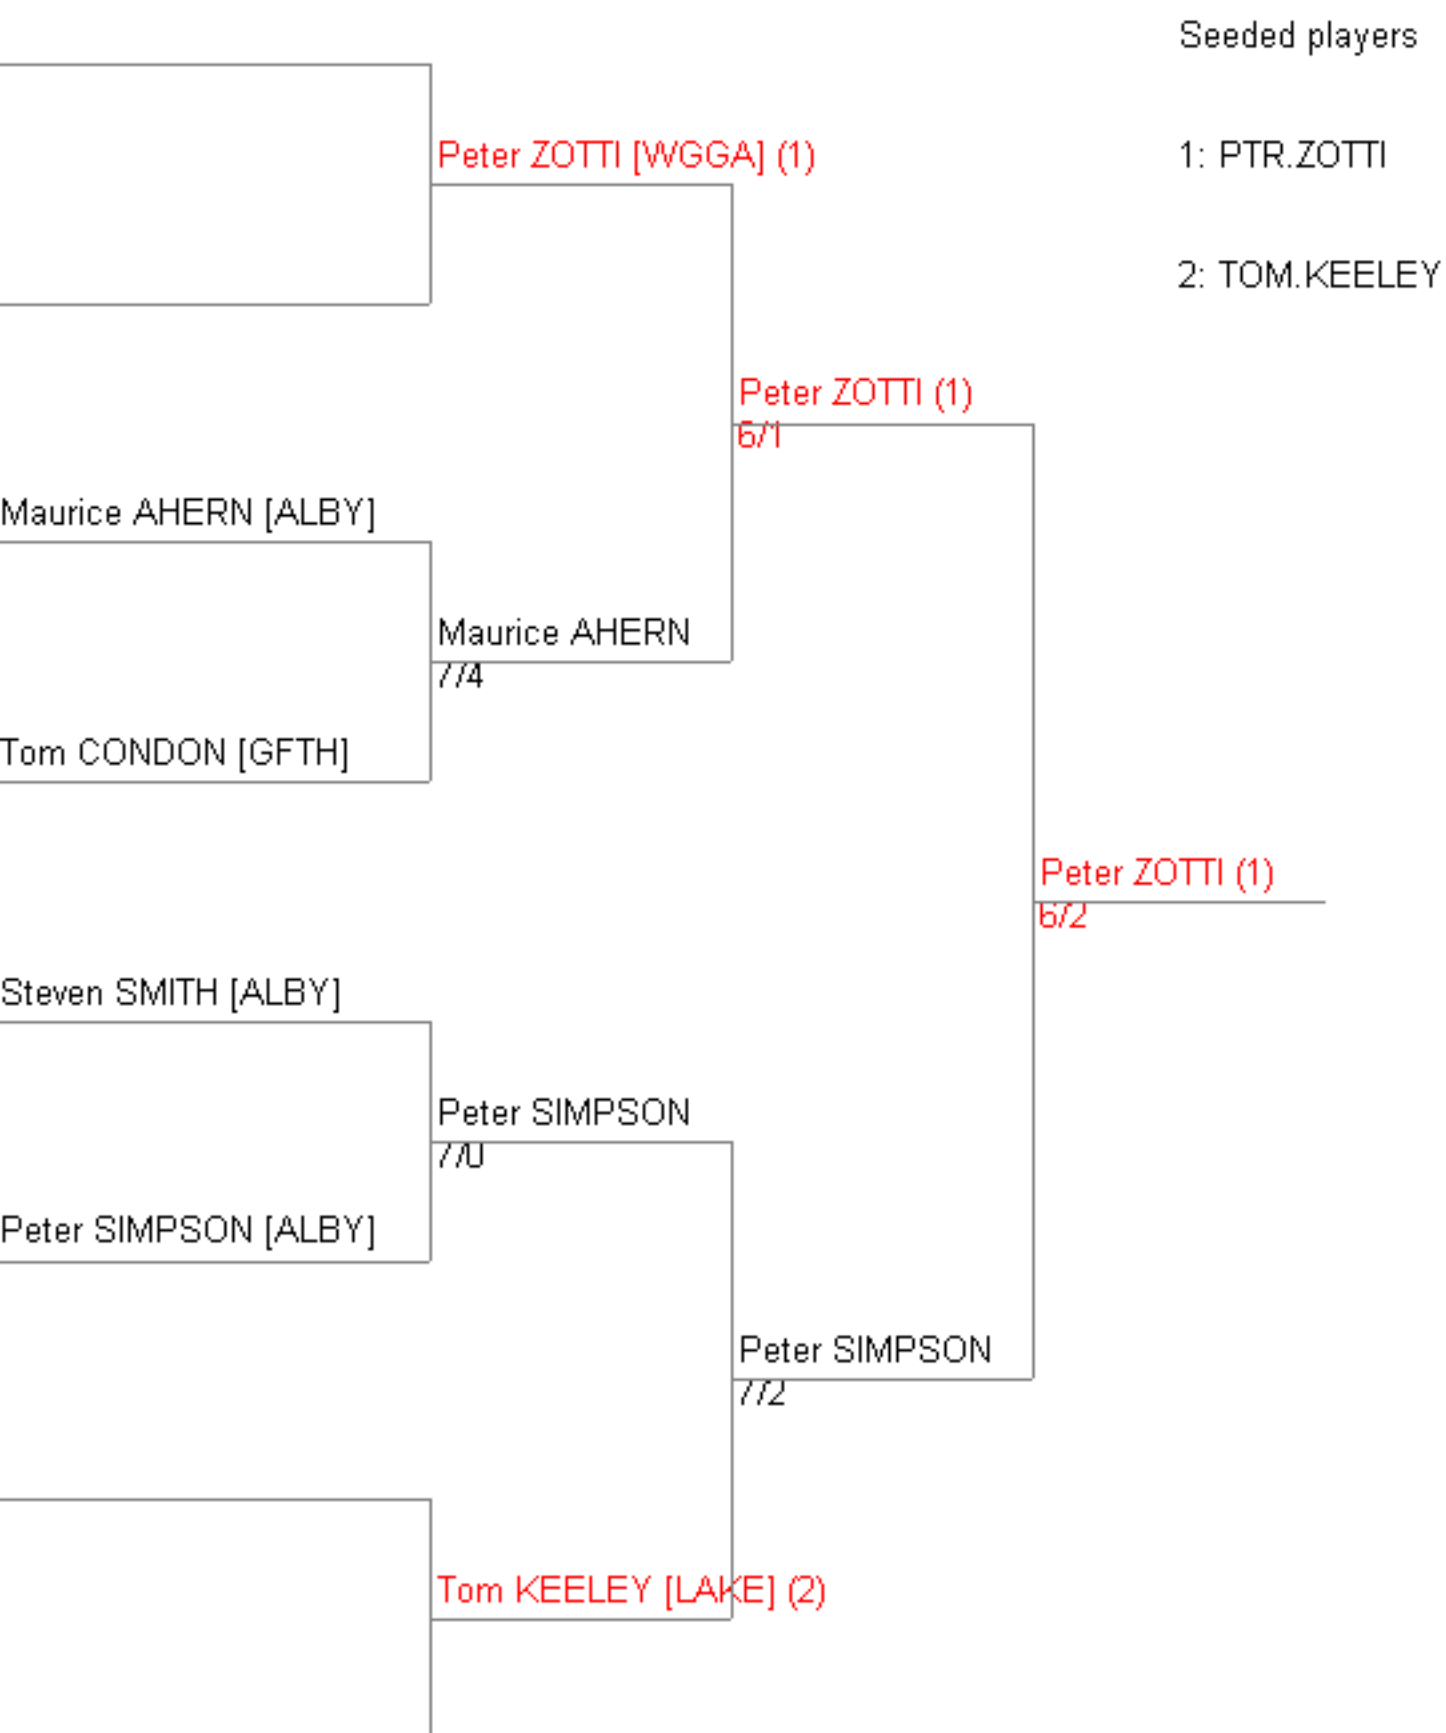 Seeded players
Peter ZOTTI [WGGA] (1)
1: PTR.ZOTTI
2: TOM.KEELEY
Peter ZOTTI (1)
6/1
Maurice AHERN [ALBY]
Maurice AHERN
7/4
Tom CONDON [GFTH]
Peter ZOTTI (1)
6/2
Steven SMITH [ALBY]
Peter SIMPSON
7/0
Peter SIMPSON [ALBY]
Peter SIMPSON
7/2
Tom KEELEY [LAKE] (2)